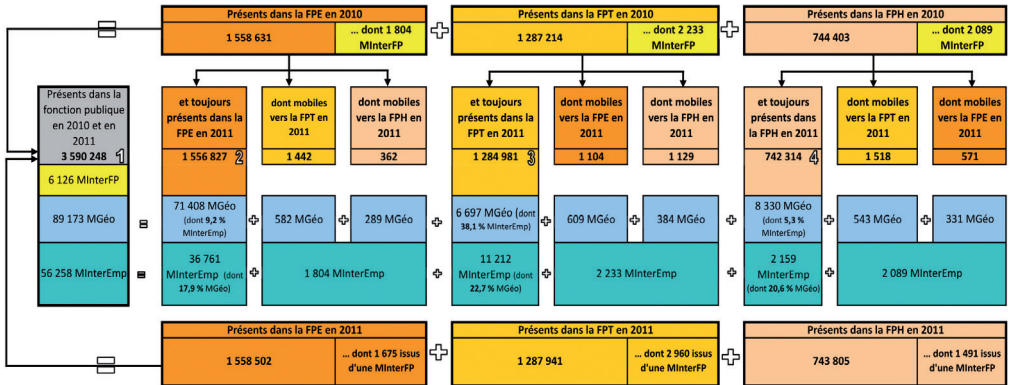 Présents dans la FPE en 2010
1 558 631
... dont 1 804
MInterFP
Présents dans la FPT en 2010
1 287 214
... dont 2 233
MInterFP
Présents dans la FPH en 2010
744 403
... dont 2 089
MInterFP
Présents dans la
fonction publique
en 2010 et en
2011
3 590 248 1
6 126 MInterFP
89 173 MGéo
56 258 MInterEmp
et toujours
présents dans la
FPE en 2011
1 556 827 2
dont mobiles
vers la FPT en
2011
1 442
dont mobiles
vers la FPH en
2011
362
et toujours
présents dans la
FPT en 2011
1 284 981 3
dont mobiles
vers la FPE en
2011
1 104
dont mobiles
vers la FPH en
2011
1 129
et toujours
présents dans la
FPH en 2011
742 314 4
dont mobiles
vers la FPT en
2011
1 518
dont mobiles
vers la FPE en
2011
571
=
71 408 MGéo
(dont 9,2 %
MInterEmp)
+
582 MGéo
+
289 MGéo
+
6 697 MGéo (dont
38,1 % MInterEmp)
+
609 MGéo
+
384 MGéo
+
8 330 MGéo
(dont 5,3 %
MInterEmp)
+
543 MGéo
+
331 MGéo
=
36 761
MInterEmp (dont
17,9 % MGéo)
+
1 804 MInterEmp
+
11 212
MInterEmp (dont
22,7 % MGéo)
+
2 233 MInterEmp
+
2 159
MInterEmp
(dont 20,6 % MGéo)
+
2 089 MInterEmp
Présents dans la FPE en 2011
1 558 502
... dont 1 675 issus
d'une MInterFP
Présents dans la FPT en 2011
1 287 941
... dont 2 960 issus
d'une MInterFP
Présents dans la FPH en 2011
743 805
... dont 1 491 issus
d'une MInterFP